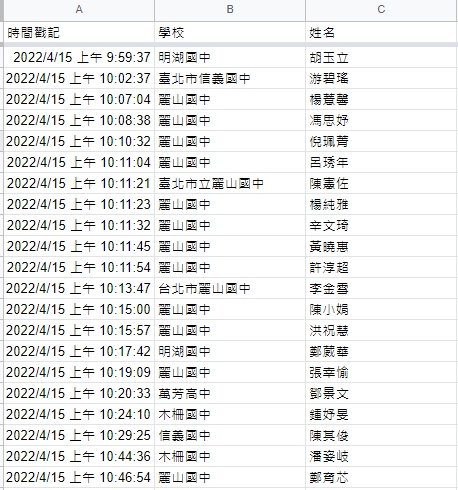 A B C
時間戳記 學校 姓名
2022/4/15 上午 9:59:37 明湖國中 胡玉立
2022/4/15 上午 10:02:37 臺北市信義國中 游碧瑤
2022/4/15 上午 10:07:04 麗山國中 楊薏馨
2022/4/15 上午 10:08:38 麗山國中 馮思妤
2022/4/15 上午 10:10:32 麗山國中 倪珮菁
2022/4/15 上午 10:11:04 麗山國中 呂琇年
2022/4/15 上午 10:11:21 臺北市立麗山國中 陳憲佐
2022/4/15 上午 10:11:23 麗山國中 楊純雅
2022/4/15 上午 10:11:32 麗山國中 辛文琦
2022/4/15 上午 10:11:45 麗山國中 黃曉惠
2022/4/15 上午 10:11:54 麗山國中 許淳超
2022/4/15 上午 10:13:47 台北市麗山國中 李金雪
2022/4/15 上午 10:15:00 麗山國中 陳小娟
2022/4/15 上午 10:15:57 麗山國中 洪祝慧
2022/4/15 上午 10:17:42 明湖國中 鄭葳華
2022/4/15 上午 10:19:09 麗山國中 張幸愉
2022/4/15 上午 10:20:33 萬芳高中 鄧景文
2022/4/15 上午 10:24:10 木柵國中 鍾妤旻
2022/4/15 上午 10:29:25 信義國中 陳其俊
2022/4/15 上午 10:44:36 木柵國中 潘姿岐
2022/4/15 上午 10:46:54 麗山國中 鄭育芯